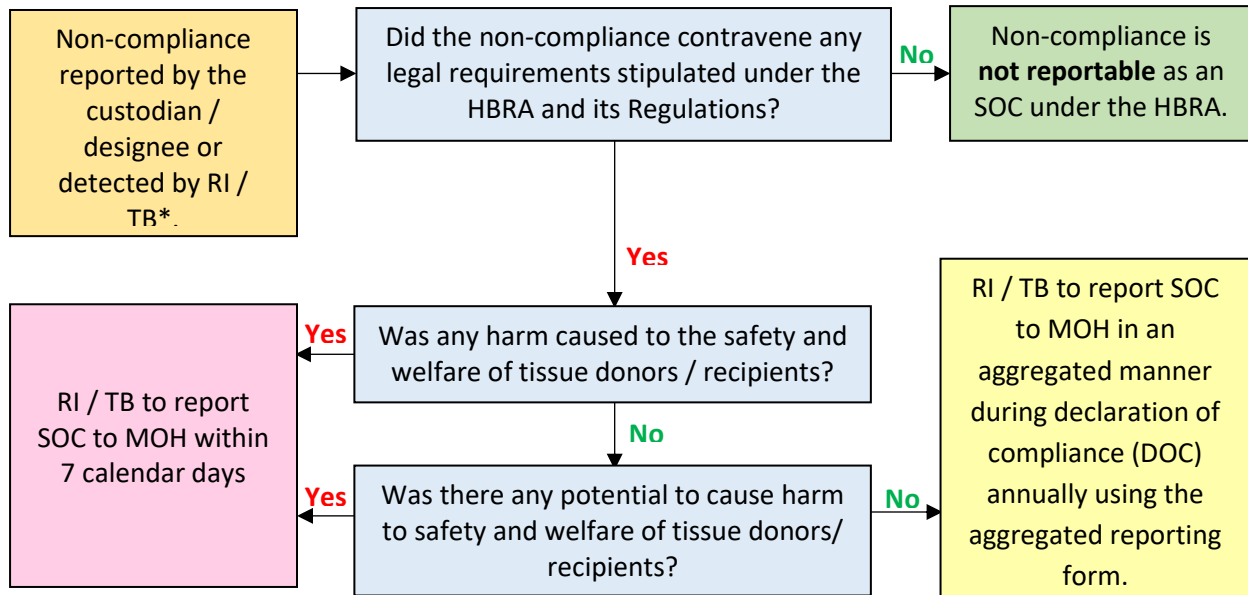 Non-compliance
reported by the
custodian /
designee or
detected by RI /
TB*.
Did the non-compliance contravene any
legal requirements stipulated under the
HBRA and its Regulations?
No
Non-compliance is
not reportable as an
SOC under the HBRA.
Yes
Was any harm caused to the safety and
welfare of tissue donors / recipients?
Yes
RI / TB to report
SOC to MOH within
7 calendar days
No
Was there any potential to cause harm
to safety and welfare of tissue donors/
recipients?
Yes
No
RI / TB to report SOC
to MOH in an
aggregated manner
during declaration of
compliance (DOC)
annually using the
aggregated reporting
form.